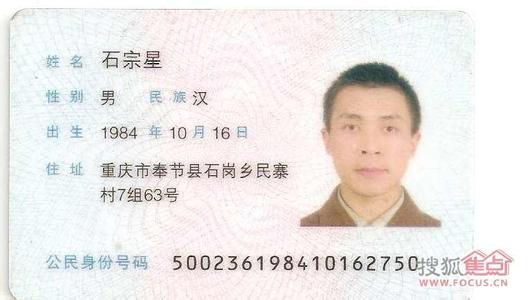 姓名 石宗星
性别 男 民族 汉
出生 1984 年 10 月 16 日
住址 重庆市奉节县石岗乡民寨
村7组63号
公民身份号码 500236198410162750
搜狐焦点
WWW.FOCUS.CN